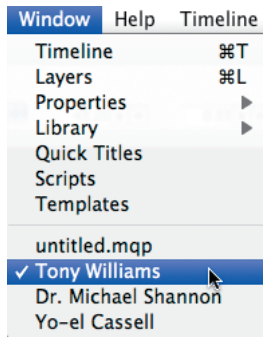 Window Help Timeline
Timeline ⌘T
Layers ⌘L
Properties ▶
Library ▶
Quick Titles
Scripts
Templates
untitled.mqp
✓ Tony Williams
Dr. Michael Shannon
Yo-el Cassell